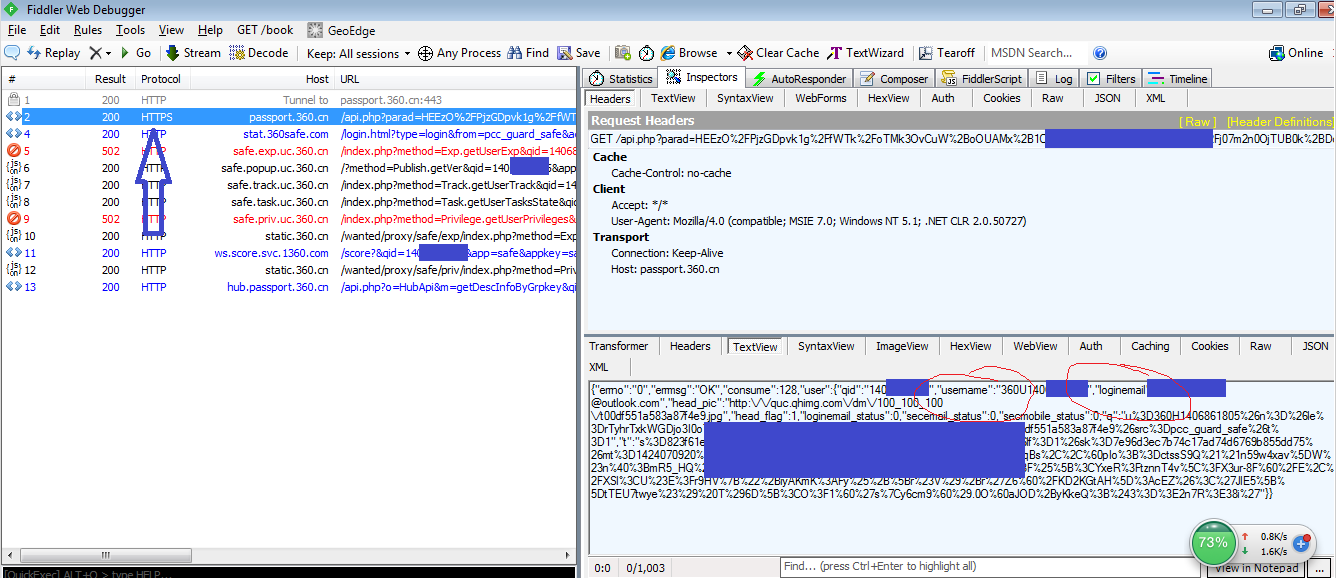 Fiddler Web Debugger
File Edit Rules Tools View Help GET /book GeoEdge
Replay Go Stream Decode Keep: All sessions Any Process Find Save Browse Clear Cache TextWizard Tearoff MSDN Search... Online
# Result Protocol Host URL
1 200 HTTP Tunnel to passport.360.cn:443
2 200 HTTPS passport.360.cn /api.php?parad=HEEzO%2FPjzGDpvk1g%2FfWT
4 200 HTTP stat.360safe.com /login.html?type=login&from=pcc_guard_safe&a
5 502 HTTP safe.exp.uc.360.cn /index.php?method=Exp.getUserExp&qid=14068
6 200 HTTP safe.popup.uc.360.cn /?method=Publish.getVer&qid=140 5&app
7 200 HTTP safe.track.uc.360.cn /index.php?method=Track.getUserTrack&qid=14
8 200 HTTP safe.task.uc.360.cn /index.php?method=Task.getUserTasksState&q
9 502 HTTP safe.priv.uc.360.cn /index.php?method=Privilege.getUserPrivileges&
10 200 HTTP static.360.cn /wanted/proxy/safe/exp/index.php?method=Exp
11 200 HTTP ws.score.svc.1360.com /score?&qid=140 &app=safe&appkey=sa
12 200 HTTP static.360.cn /wanted/proxy/safe/priv/index.php?method=Priv
13 200 HTTP hub.passport.360.cn /api.php?o=HubApi&m=getDescInfoByGrpkey&q
[QuickExec] ALT+Q > type HELP...
Statistics Inspectors AutoResponder Composer FiddlerScript Log Filters Timeline
Headers TextView SyntaxView WebForms HexView Auth Cookies Raw JSON XML
Request Headers [ Raw ] [Header Definitions]
GET /api.php?parad=HEEzO%2FPjzGDpvk1g%2FfWTk%2FoTMk3OvCuW%2BoOUAMx%2B1C Fj07m2n0OjTUB0k%2BD
Cache
Cache-Control: no-cache
Client
Accept: */*
User-Agent: Mozilla/4.0 (compatible; MSIE 7.0; Windows NT 5.1; .NET CLR 2.0.50727)
Transport
Connection: Keep-Alive
Host: passport.360.cn
Transformer Headers TextView SyntaxView ImageView HexView WebView Auth Caching Cookies Raw JSON
XML
{"errno":"0","errmsg":"OK","consume":128,"user":{"qid":"140 ","username":"360U140 ","loginemail
@outlook.com","head_pic":"http:\/\/quc.qhimg.com\/dm\/100_100_100
\/t00df551a583a87f4e9.jpg","head_flag":1,"loginemail_status":0,"secemail_status":0,"secmobile_status":0,"q":"u%3D360H1406861805%26n%3D%26le%
3DrTyhrTxkWGDjo3I0o df551a583a87f4e9%26src%3Dpcc_guard_safe%26t%
3D1","t":"s%3D823f61e f%3D1%26sk%3D7e96d3ec7b74c17ad74d6769b855dd75%
26mt%3D1424070920% qBs%2C%2C%60plo%3B%3DctssS9Q%21%21n59w4xav%5DW%
23n%40%3BmR5_HQ% F%25%5B%3CYxeR%3FtznnT4v%5C%3FX3ur-8F%60%2FE%2C%
2FXSl%3CU%23E%3Fr9HV%7B%22%2BlyAKmK%3AFy%25%2B%5Br%23V%29%2Br%27Z6%60%2FKD2KGtAH%5D%3AcEZ%26%3C%27JlE5%5B%
5DtTEU7twye%23%29%20T%296D%5B%3CO%3F1%60%27s%7Cy6cm9%60%29.0O%60aJOD%2ByKkeQ%3B%243%3D%3E2n7R%3E38i%27"}}
73% 0.8K/s
1.6K/s
0:0 0/1,003 Find... (press Ctrl+Enter to highlight all) View in Notepad ...